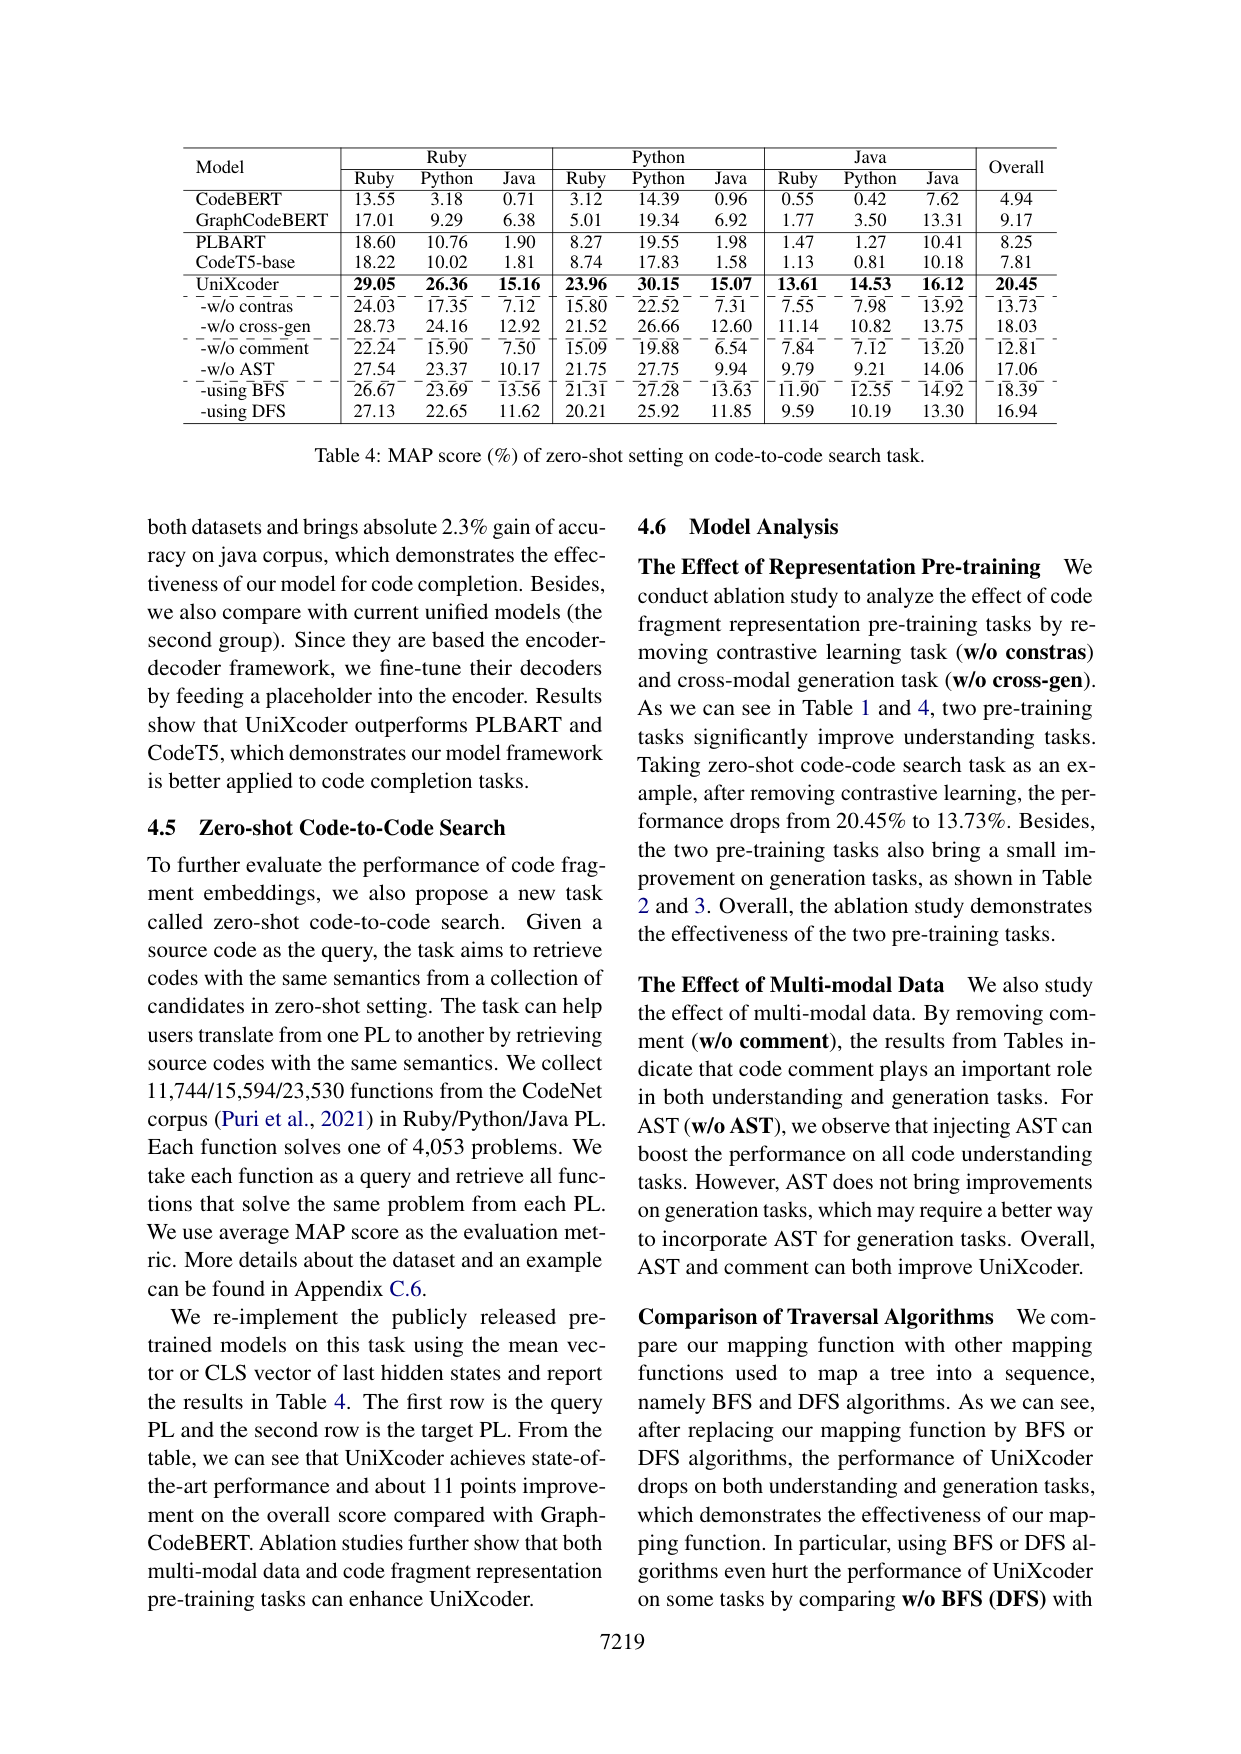 Model Ruby Python Java Overall
Ruby Python Java Ruby Python Java Ruby Python Java
CodeBERT 13.55 3.18 0.71 3.12 14.39 0.96 0.55 0.42 7.62 4.94
GraphCodeBERT 17.01 9.29 6.38 5.01 19.34 6.92 1.77 3.50 13.31 9.17
PLBART 18.60 10.76 1.90 8.27 19.55 1.98 1.47 1.27 10.41 8.25
CodeT5-base 18.22 10.02 1.81 8.74 17.83 1.58 1.13 0.81 10.18 7.81
UniXcoder 29.05 26.36 15.16 23.96 30.15 15.07 13.61 14.53 16.12 20.45
-w/o contras 24.03 17.35 7.12 15.80 22.52 7.31 7.55 7.98 13.92 13.73
-w/o cross-gen 28.73 24.16 12.92 21.52 26.66 12.60 11.14 10.82 13.75 18.03
-w/o comment 22.24 15.90 7.50 15.09 19.88 6.54 7.84 7.12 13.20 12.81
-w/o AST 27.54 23.37 10.17 21.75 27.75 9.94 9.79 9.21 14.06 17.06
-using BFS 26.67 23.69 13.56 21.31 27.28 13.63 11.90 12.55 14.92 18.39
-using DFS 27.13 22.65 11.62 20.21 25.92 11.85 9.59 10.19 13.30 16.94
Table 4: MAP score (%) of zero-shot setting on code-to-code search task.
both datasets and brings absolute 2.3% gain of accu-
racy on java corpus, which demonstrates the effec-
tiveness of our model for code completion. Besides,
we also compare with current unified models (the
second group). Since they are based the encoder-
decoder framework, we fine-tune their decoders
by feeding a placeholder into the encoder. Results
show that UniXcoder outperforms PLBART and
CodeT5, which demonstrates our model framework
is better applied to code completion tasks.
4.5 Zero-shot Code-to-Code Search
To further evaluate the performance of code frag-
ment embeddings, we also propose a new task
called zero-shot code-to-code search. Given a
source code as the query, the task aims to retrieve
codes with the same semantics from a collection of
candidates in zero-shot setting. The task can help
users translate from one PL to another by retrieving
source codes with the same semantics. We collect
11,744/15,594/23,530 functions from the CodeNet
corpus (Puri et al., 2021) in Ruby/Python/Java PL.
Each function solves one of 4,053 problems. We
take each function as a query and retrieve all func-
tions that solve the same problem from each PL.
We use average MAP score as the evaluation met-
ric. More details about the dataset and an example
can be found in Appendix C.6.
We re-implement the publicly released pre-
trained models on this task using the mean vec-
tor or CLS vector of last hidden states and report
the results in Table 4. The first row is the query
PL and the second row is the target PL. From the
table, we can see that UniXcoder achieves state-of-
the-art performance and about 11 points improve-
ment on the overall score compared with Graph-
CodeBERT. Ablation studies further show that both
multi-modal data and code fragment representation
pre-training tasks can enhance UniXcoder.
4.6 Model Analysis
The Effect of Representation Pre-training We
conduct ablation study to analyze the effect of code
fragment representation pre-training tasks by re-
moving contrastive learning task (w/o constras)
and cross-modal generation task (w/o cross-gen).
As we can see in Table 1 and 4, two pre-training
tasks significantly improve understanding tasks.
Taking zero-shot code-code search task as an ex-
ample, after removing contrastive learning, the per-
formance drops from 20.45% to 13.73%. Besides,
the two pre-training tasks also bring a small im-
provement on generation tasks, as shown in Table
2 and 3. Overall, the ablation study demonstrates
the effectiveness of the two pre-training tasks.
The Effect of Multi-modal Data We also study
the effect of multi-modal data. By removing com-
ment (w/o comment), the results from Tables in-
dicate that code comment plays an important role
in both understanding and generation tasks. For
AST (w/o AST), we observe that injecting AST can
boost the performance on all code understanding
tasks. However, AST does not bring improvements
on generation tasks, which may require a better way
to incorporate AST for generation tasks. Overall,
AST and comment can both improve UniXcoder.
Comparison of Traversal Algorithms We com-
pare our mapping function with other mapping
functions used to map a tree into a sequence,
namely BFS and DFS algorithms. As we can see,
after replacing our mapping function by BFS or
DFS algorithms, the performance of UniXcoder
drops on both understanding and generation tasks,
which demonstrates the effectiveness of our map-
ping function. In particular, using BFS or DFS al-
gorithms even hurt the performance of UniXcoder
on some tasks by comparing w/o BFS (DFS) with
7219